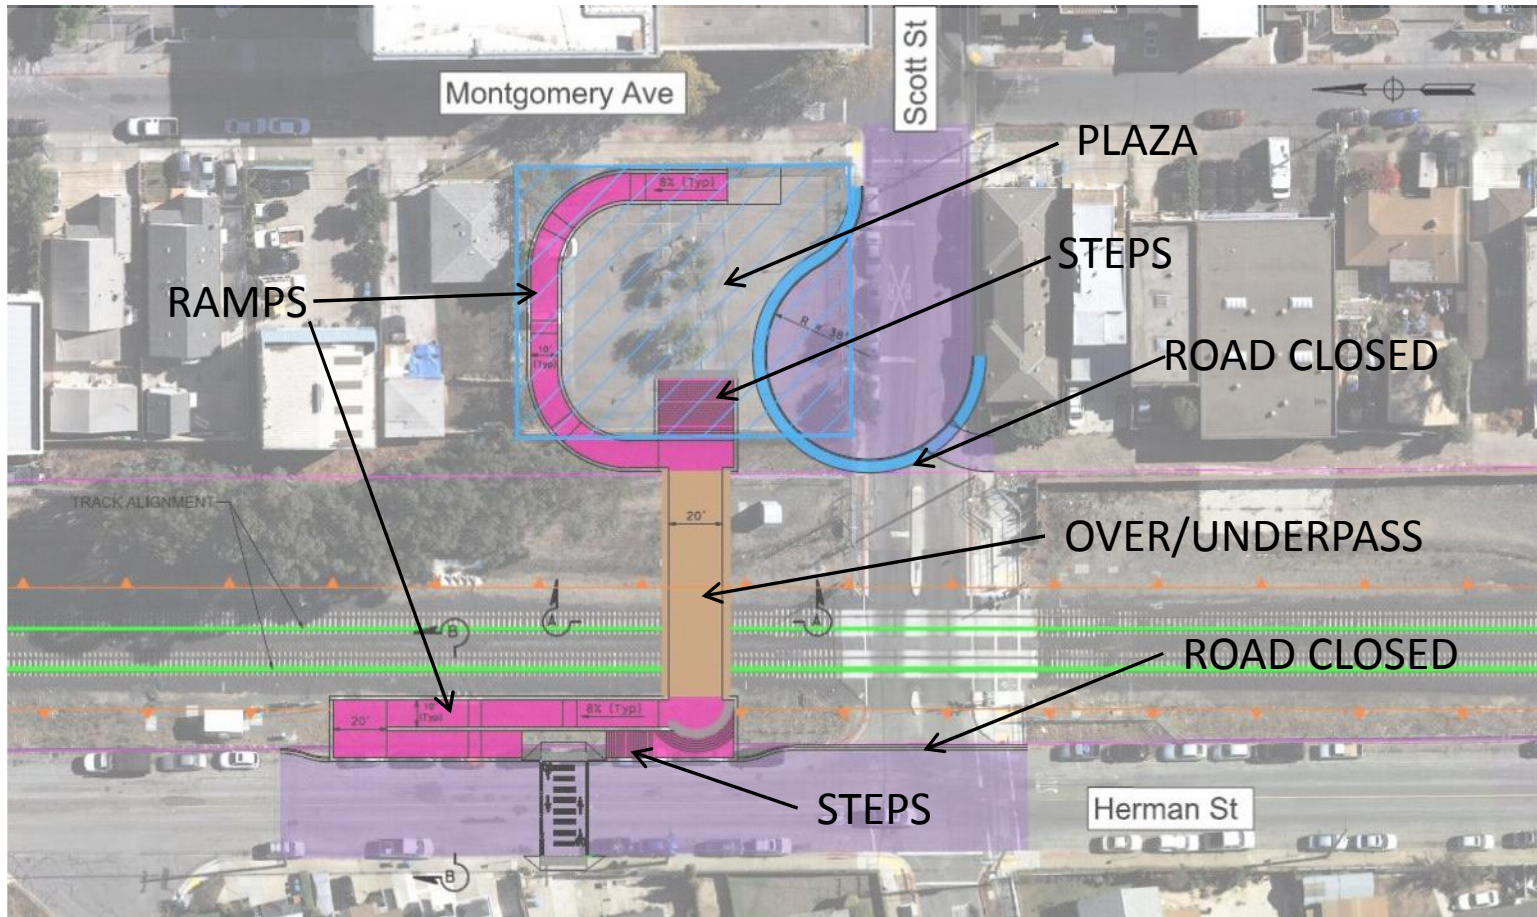 Montgomery Ave
Scott St
PLAZA
8% (Typ)
STEPS
RAMPS
R = 38'
ROAD CLOSED
10'
(Typ)
TRACK ALIGNMENT
20'
OVER/UNDERPASS
A
A
B
ROAD CLOSED
20'
10'
(Typ)
8% (Typ)
STEPS
Herman St
B